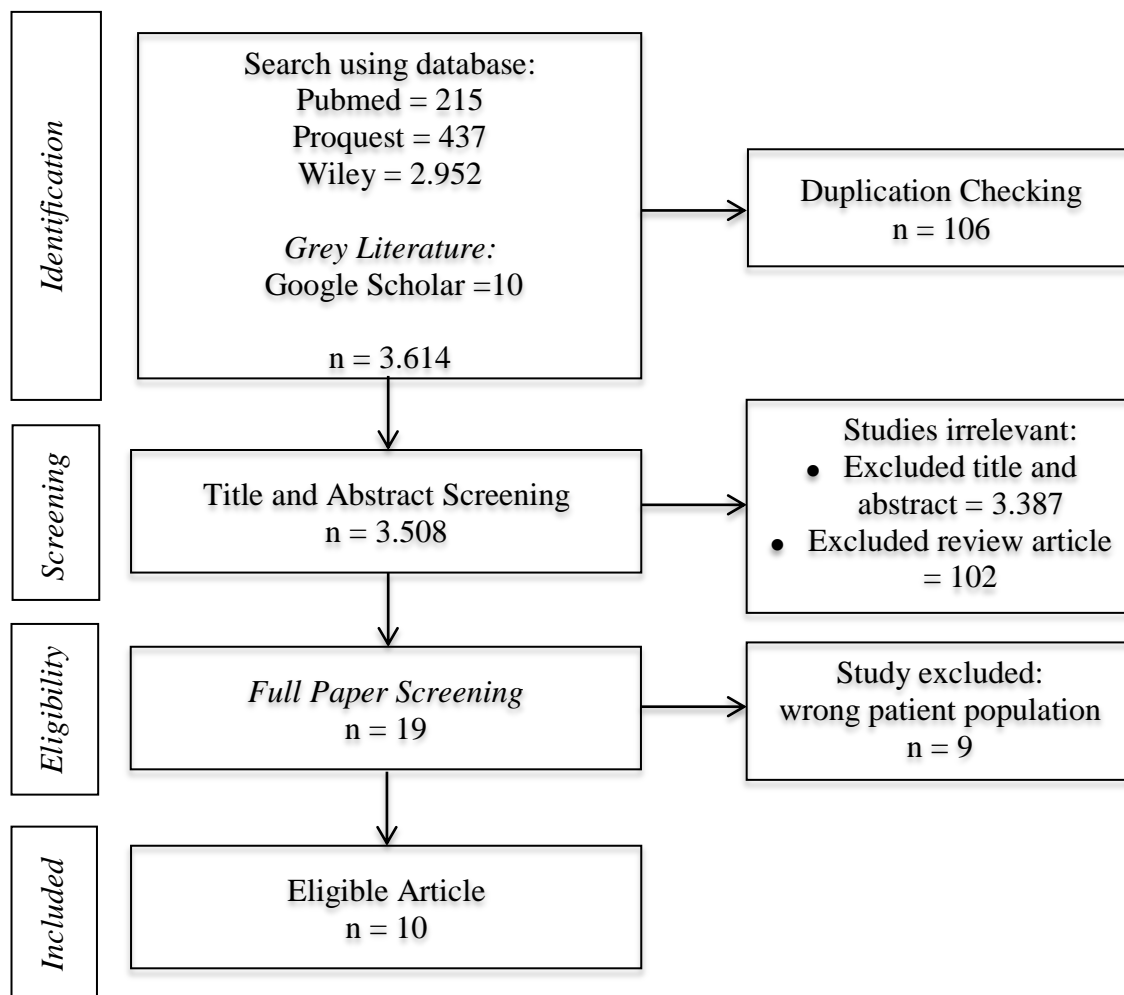 Identification
Search using database:
Pubmed = 215
Proquest = 437
Wiley = 2.952
Grey Literature:
Google Scholar =10
n = 3.614
Duplication Checking
n = 106
Screening
Title and Abstract Screening
n = 3.508
Studies irrelevant:
• Excluded title and
abstract = 3.387
• Excluded review article
= 102
Eligibility
Full Paper Screening
n = 19
Study excluded:
wrong patient population
n = 9
Included
Eligible Article
n = 10